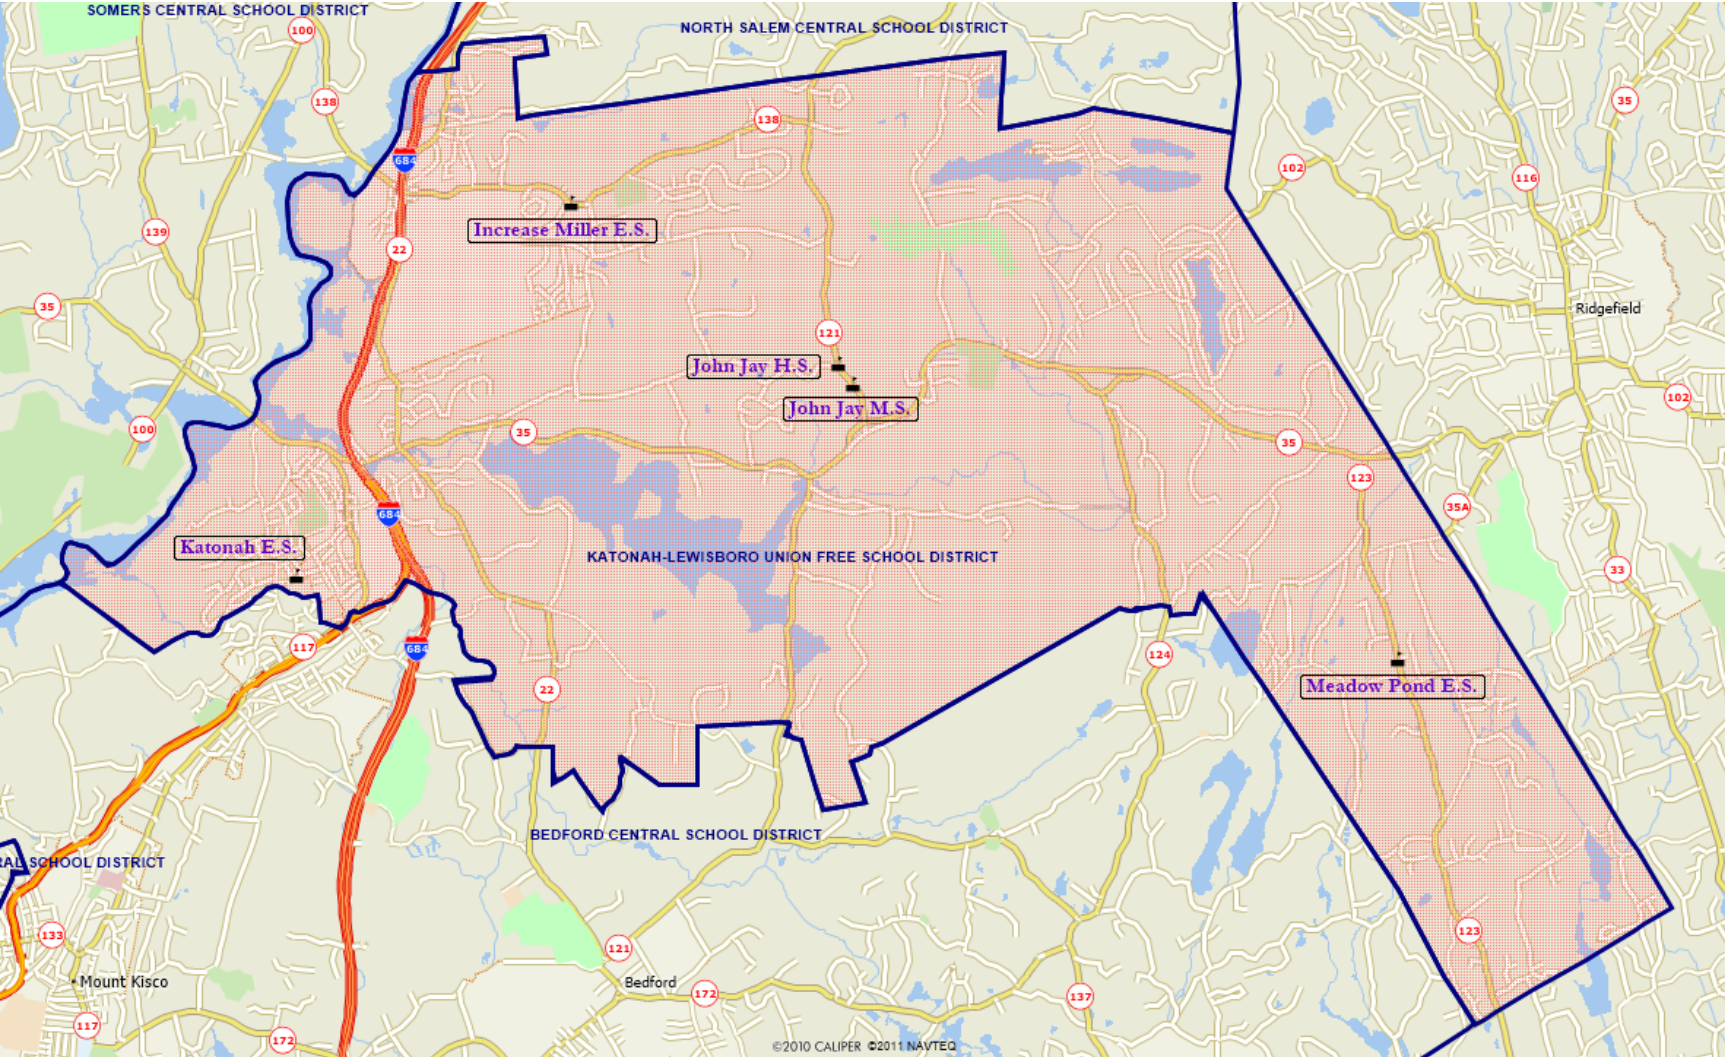 SOMERS CENTRAL SCHOOL DISTRICT
100
NORTH SALEM CENTRAL SCHOOL DISTRICT
138
35
138
684
102
116
Increase Miller E.S.
139
22
35
Ridgefield
121
John Jay H.S.
John Jay M.S.
102
100
35
35
123
35A
684
Katonah E.S.
KATONAH-LEWISBORO UNION FREE SCHOOL DISTRICT
33
117
684
124
22
Meadow Pond E.S.
BEDFORD CENTRAL SCHOOL DISTRICT
RAL SCHOOL DISTRICT
133
121
123
Mount Kisco
Bedford
172
137
117
172
©2010 CALIPER ©2011 NAVTEQ